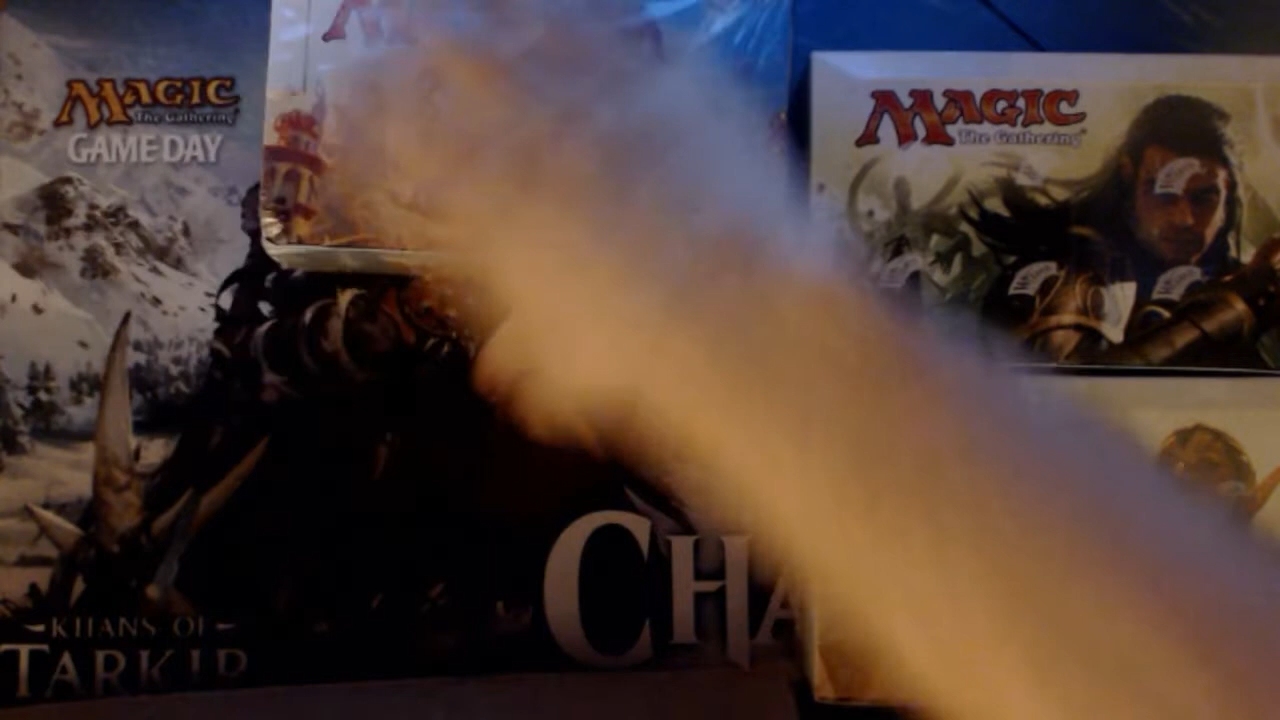 MAGIC
The Gathering
GAME DAY
MAGIC
The Gathering
CHA
KHANS OF
TARKIR